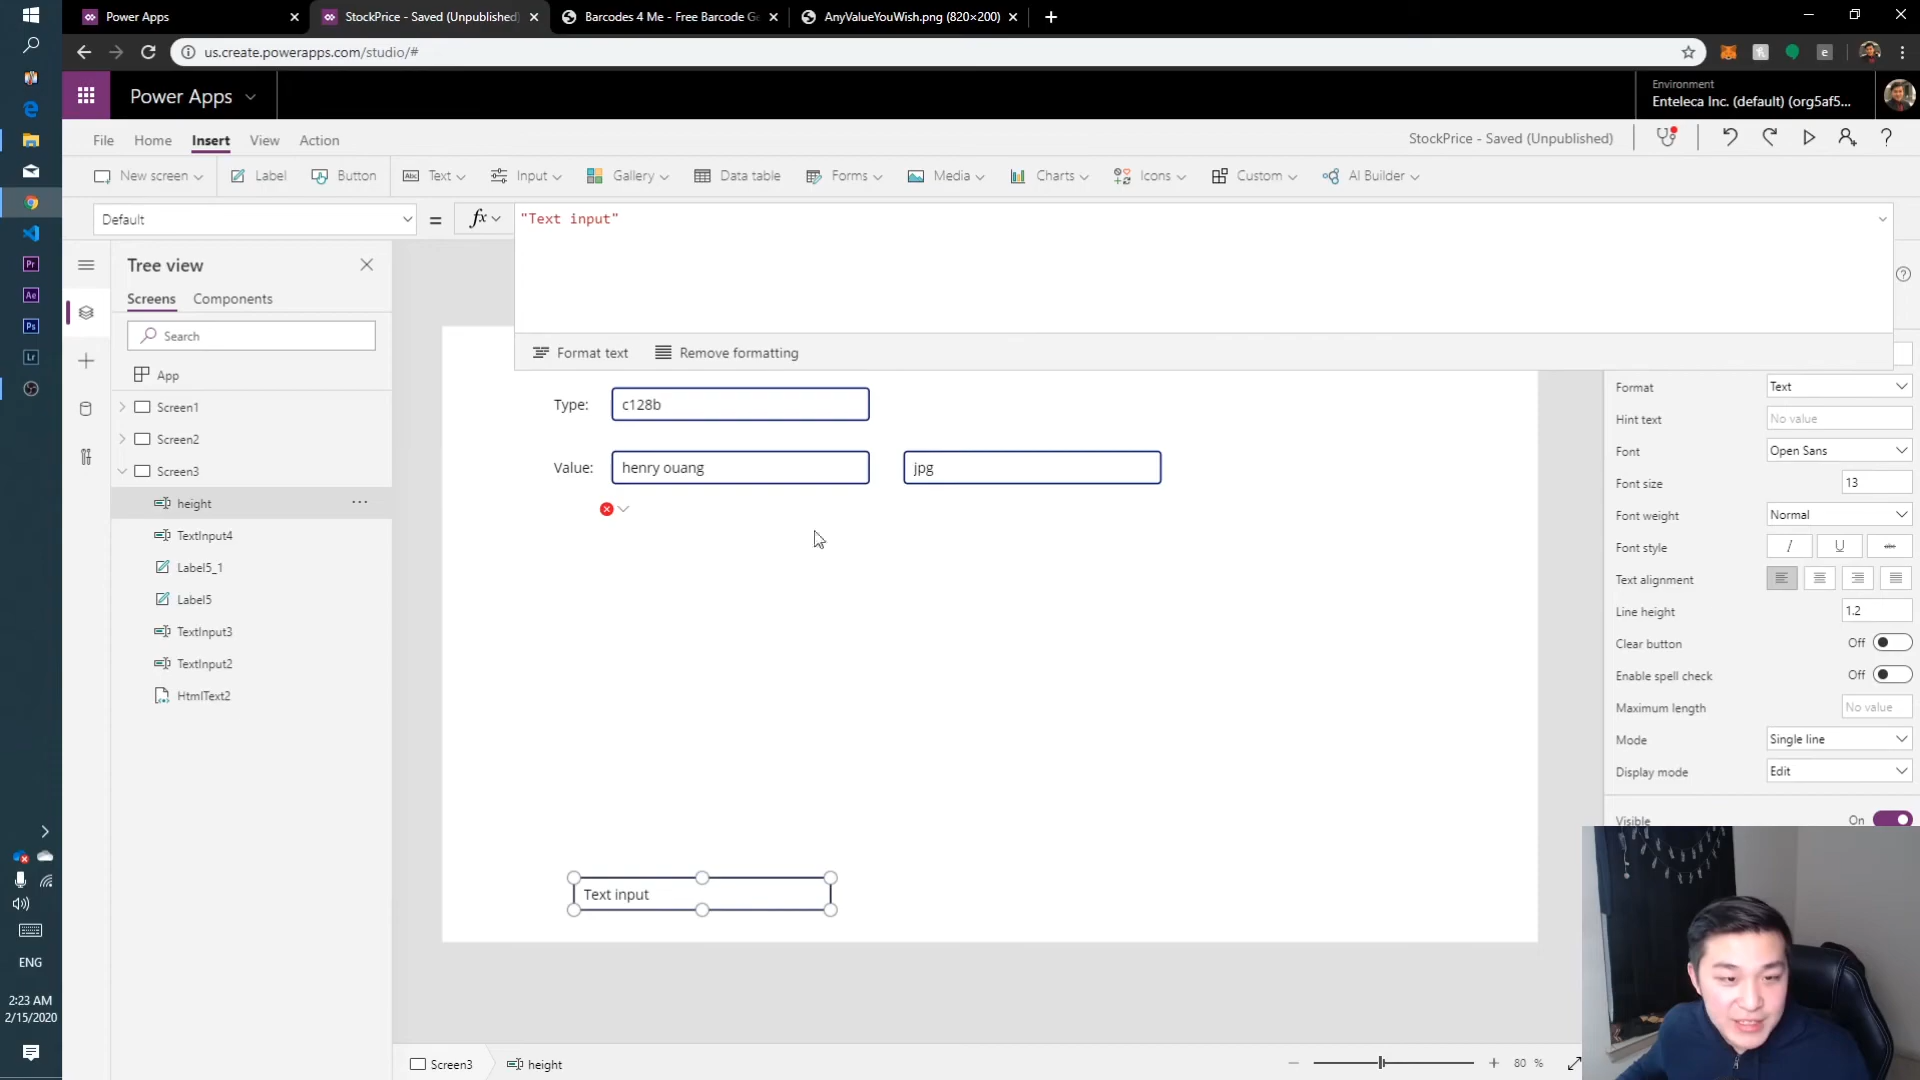 Power Apps
StockPrice - Saved (Unpublished)
Barcodes 4 Me - Free Barcode Ge
AnyValueYouWish.png (820×200)
us.create.powerapps.com/studio/#
Power Apps
Environment
Enteleca Inc. (default) (org5af5...
File Home Insert View Action
StockPrice - Saved (Unpublished)
New screen Label Button Text Input Gallery Data table Forms Media Charts Icons Custom AI Builder
Default = fx "Text input"
Tree view
Screens Components
Search
App
Screen1
Screen2
Screen3
height
TextInput4
Label5_1
Label5
TextInput3
TextInput2
HtmlText2
Format text Remove formatting
Type: c128b
Value: henry ouang jpg
Text input
Format Text
Hint text No value
Font Open Sans
Font size 13
Font weight Normal
Font style
Text alignment
Line height 1.2
Clear button Off
Enable spell check Off
Maximum length No value
Mode Single line
Display mode Edit
Visible On
Screen3 height
80 %
Pr
Ae
Ps
Lr
ENG
2:23 AM
2/15/2020